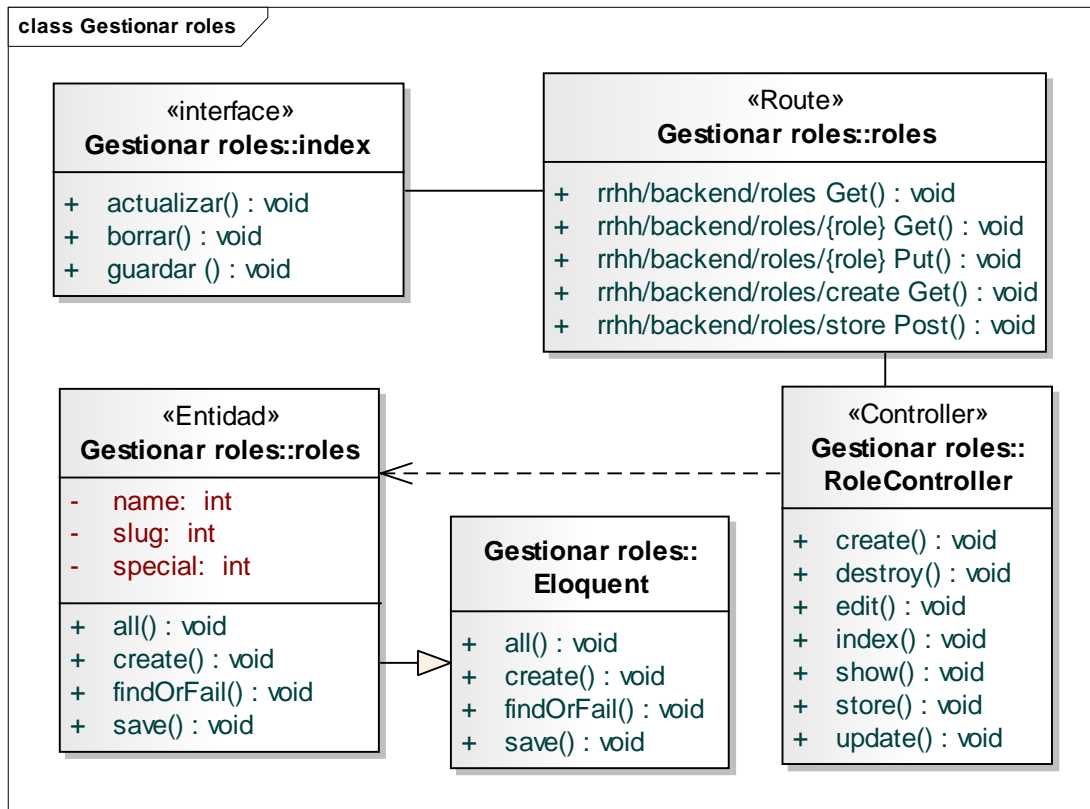 class Gestionar roles
«interface»
Gestionar roles::index
+ actualizar() : void
+ borrar() : void
+ guardar () : void
«Route»
Gestionar roles::roles
+ rrhh/backend/roles Get() : void
+ rrhh/backend/roles/{role} Get() : void
+ rrhh/backend/roles/{role} Put() : void
+ rrhh/backend/roles/create Get() : void
+ rrhh/backend/roles/store Post() : void
«Entidad»
Gestionar roles::roles
- name: int
- slug: int
- special: int
+ all() : void
+ create() : void
+ findOrFail() : void
+ save() : void
Gestionar roles::
Eloquent
+ all() : void
+ create() : void
+ findOrFail() : void
+ save() : void
«Controller»
Gestionar roles::
RoleController
+ create() : void
+ destroy() : void
+ edit() : void
+ index() : void
+ show() : void
+ store() : void
+ update() : void